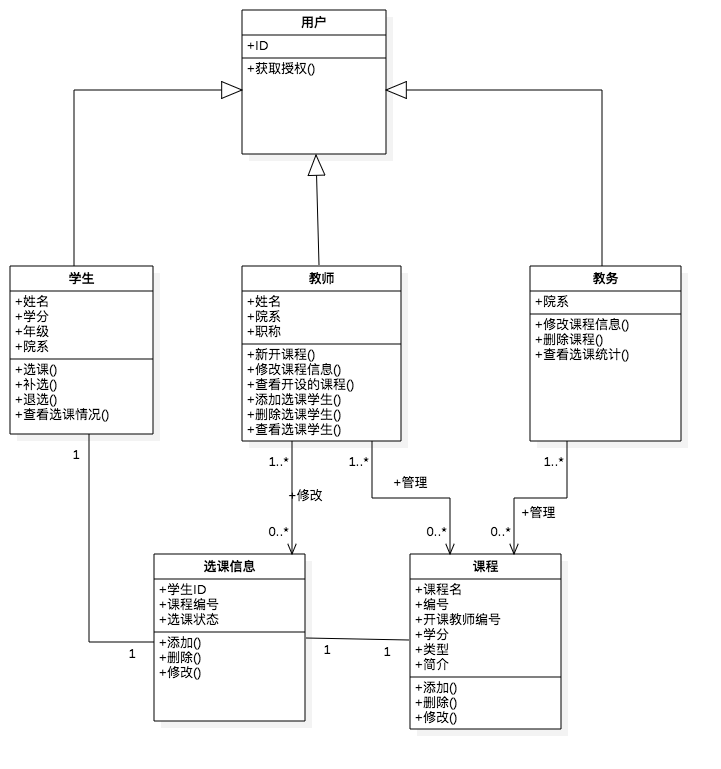 用户
+ID
+获取授权()
学生
+姓名
+学分
+年级
+院系
+选课()
+补选()
+退选()
+查看选课情况()
教师
+姓名
+院系
+职称
+新开课程()
+修改课程信息()
+查看开设的课程()
+添加选课学生()
+删除选课学生()
+查看选课学生()
教务
+院系
+修改课程信息()
+删除课程()
+查看选课统计()
1
1..*
1..*
1..*
+修改
+管理
+管理
0..*
0..*
0..*
选课信息
+学生ID
+课程编号
+选课状态
+添加()
+删除()
+修改()
课程
+课程名
+编号
+开课教师编号
+学分
+类型
+简介
+添加()
+删除()
+修改()
1
1
1